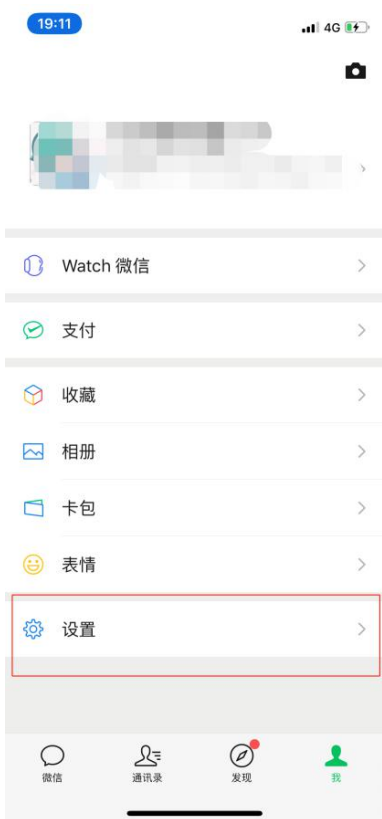 19:11
4G
Watch 微信
支付
收藏
相册
卡包
表情
设置
微信
通讯录
发现
我